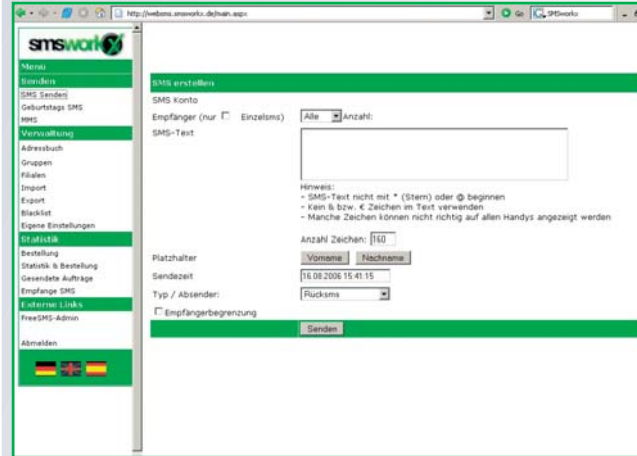 http://websms.smsworkx.de/main.aspx
Go
SMSworkx
smsworkX
Menü
Senden
SMS Senden
Geburtstags SMS
MMS
Verwaltung
Adressbuch
Gruppen
Filialen
Import
Export
Blacklist
Eigene Einstellungen
Statistik
Bestellung
Statistik & Bestellung
Gesendete Aufträge
Empfange SMS
Externe Links
FreeSMS-Admin
Abmelden
SMS erstellen
SMS Konto
Empfänger (nur Einzelsms) Alle Anzahl:
SMS-Text
Hinweis:
- SMS-Text nicht mit * (Stern) oder @ beginnen
- Kein & bzw. € Zeichen im Text verwenden
- Manche Zeichen können nicht richtig auf allen Handys angezeigt werden
Anzahl Zeichen: 160
Platzhalter Vorname Nachname
Sendezeit 16.08.2006 15:41:15
Typ / Absender: Rücksms
Empfängerbegrenzung
Senden